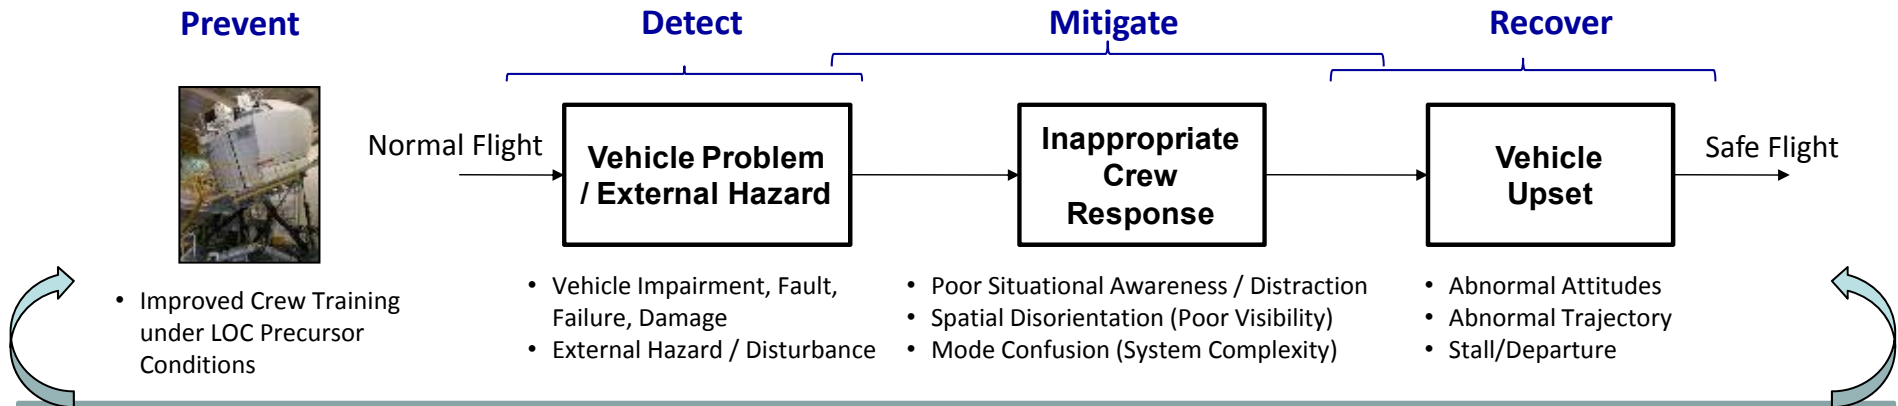 Prevent
Detect
Mitigate
Recover
Normal Flight
Vehicle Problem
/ External Hazard
Inappropriate
Crew
Response
Vehicle
Upset
Safe Flight
• Improved Crew Training
under LOC Precursor
Conditions
• Vehicle Impairment, Fault,
Failure, Damage
• External Hazard / Disturbance
• Poor Situational Awareness / Distraction
• Spatial Disorientation (Poor Visibility)
• Mode Confusion (System Complexity)
• Abnormal Attitudes
• Abnormal Trajectory
• Stall/Departure